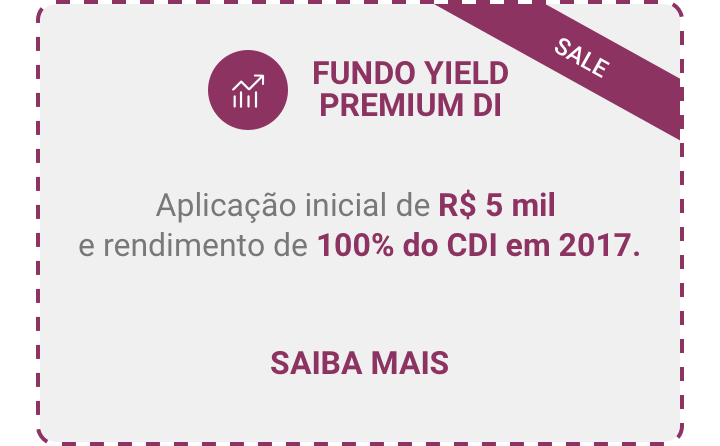 SALE
FUNDO YIELD
PREMIUM DI
Aplicação inicial de R$ 5 mil
e rendimento de 100% do CDI em 2017.
SAIBA MAIS